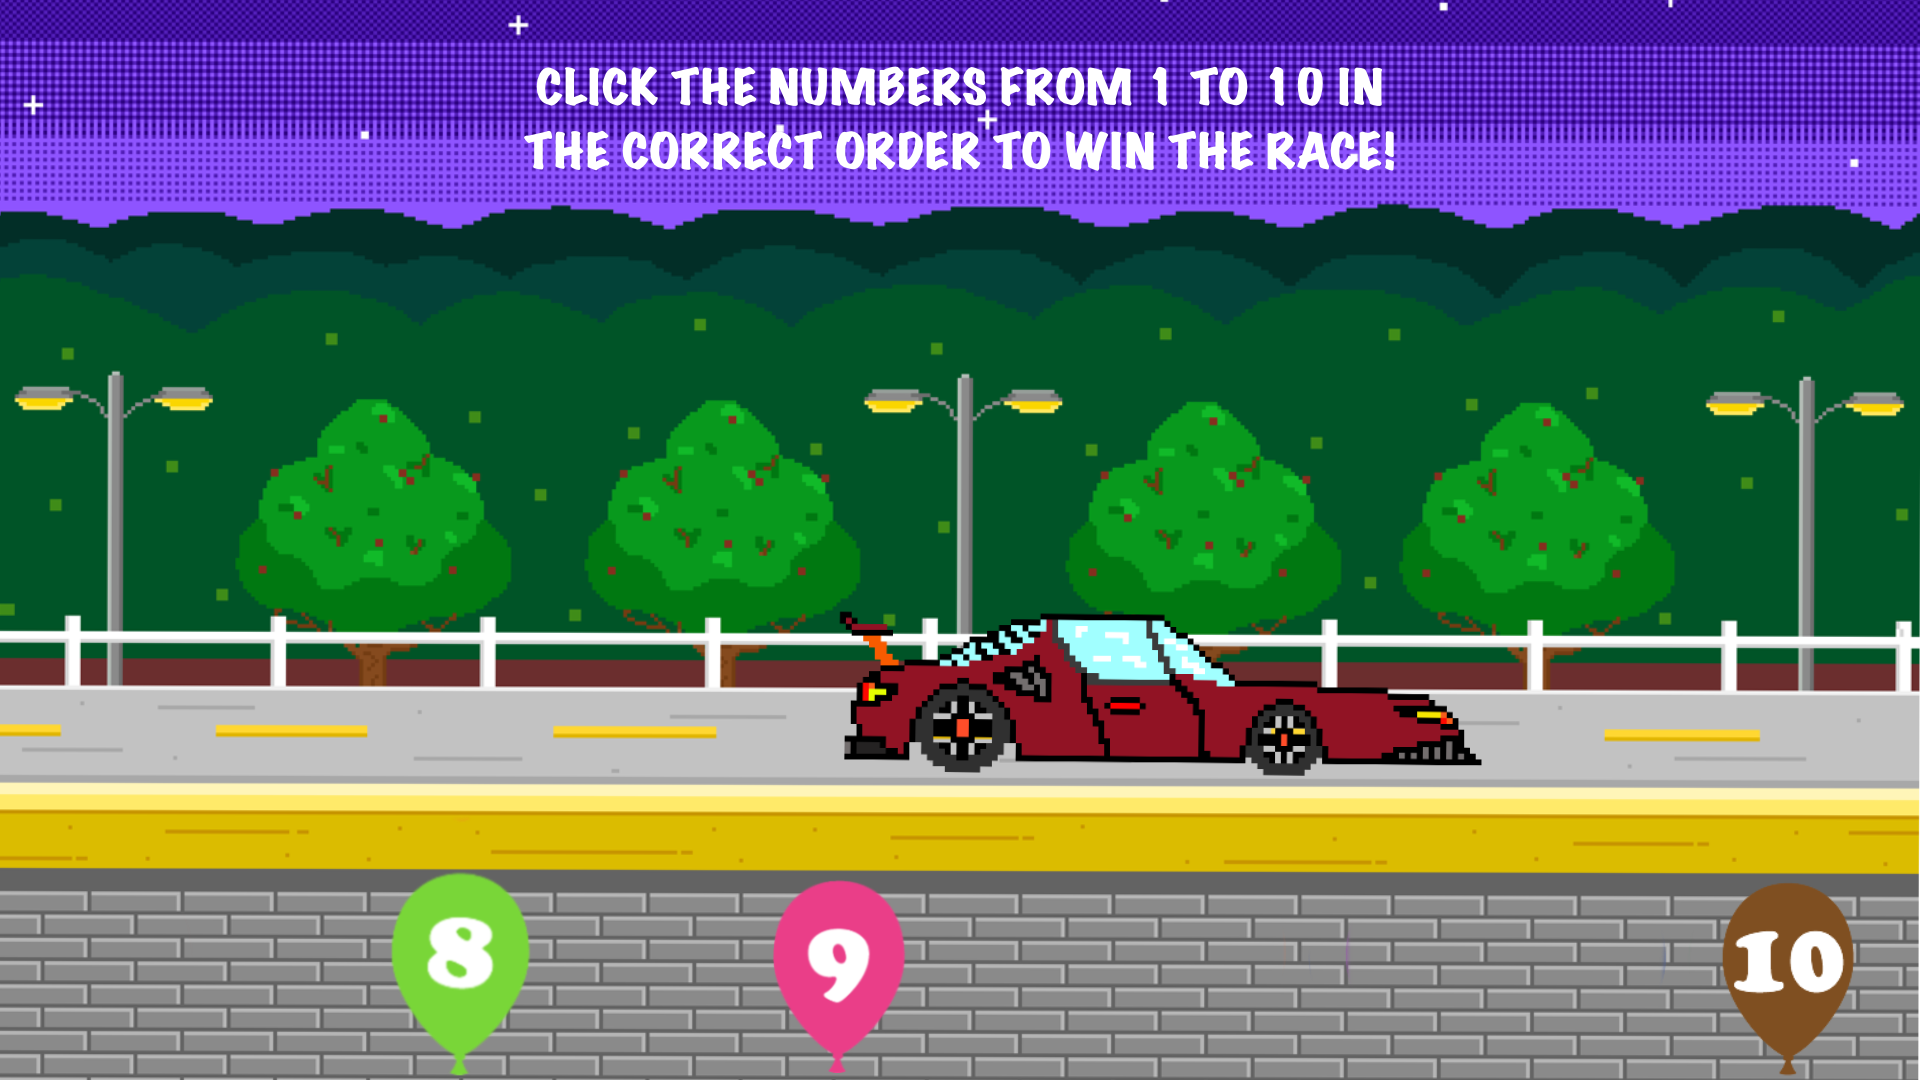 CLICK THE NUMBERS FROM 1 TO 10 IN
THE CORRECT ORDER TO WIN THE RACE!
8
9
10